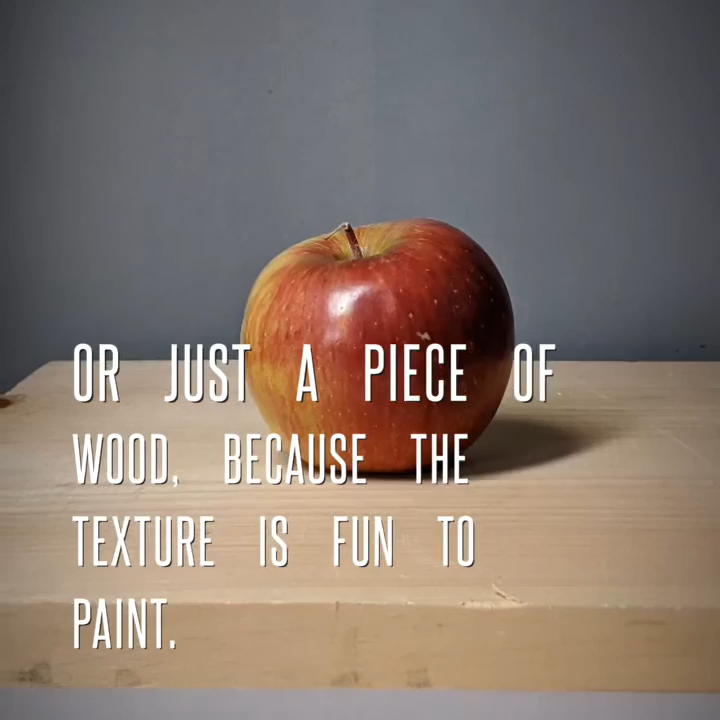 OR JUST A PIECE OF
WOOD, BECAUSE THE
TEXTURE IS FUN TO
PAINT.